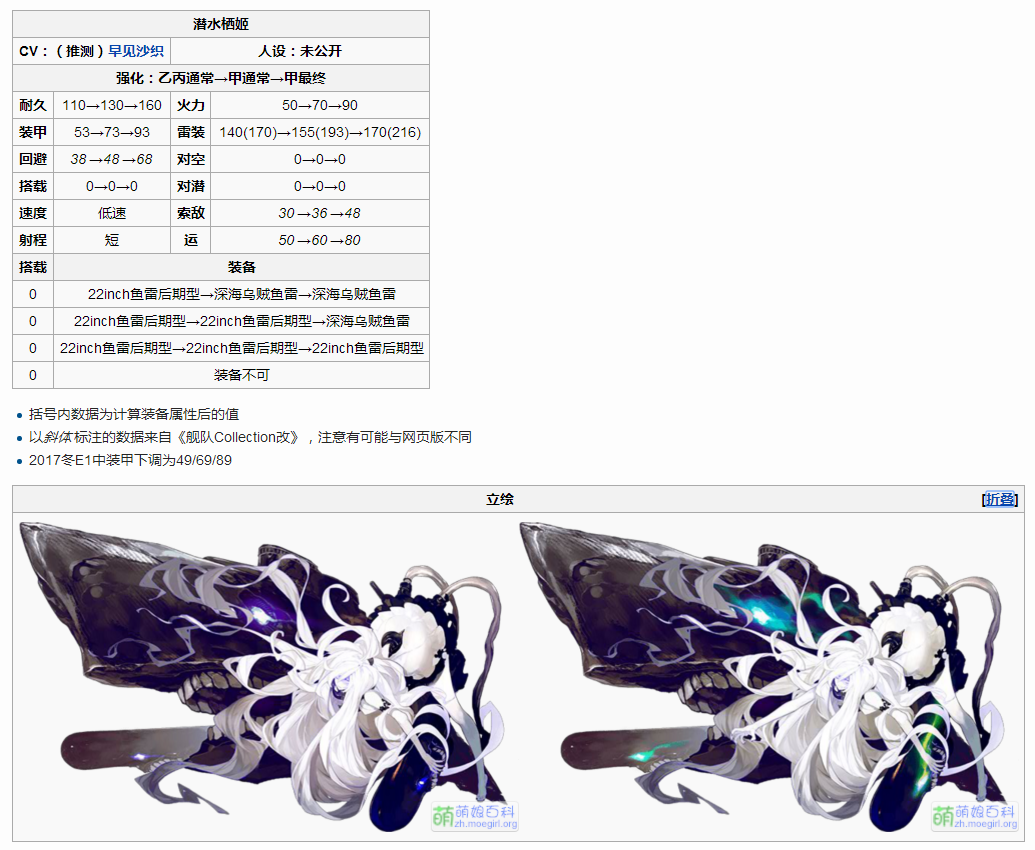 潜水栖姬
CV：（推测）早见沙织 人设：未公开
强化：乙丙通常→甲通常→甲最终
耐久 110→130→160 火力 50→70→90
装甲 53→73→93 雷装 140(170)→155(193)→170(216)
回避 38→48→68 对空 0→0→0
搭载 0→0→0 对潜 0→0→0
速度 低速 索敌 30→36→48
射程 短 运 50→60→80
搭载 装备
0 22inch鱼雷后期型→深海乌贼鱼雷→深海乌贼鱼雷
0 22inch鱼雷后期型→22inch鱼雷后期型→深海乌贼鱼雷
0 22inch鱼雷后期型→22inch鱼雷后期型→22inch鱼雷后期型
0 装备不可
括号内数据为计算装备属性后的值
以斜体标注的数据来自《舰队Collection改》，注意有可能与网页版不同
2017冬E1中装甲下调为49/69/89
立绘 [折叠]
萌 萌娘百科 萌 萌娘百科
zh.moegirl.org zh.moegirl.org